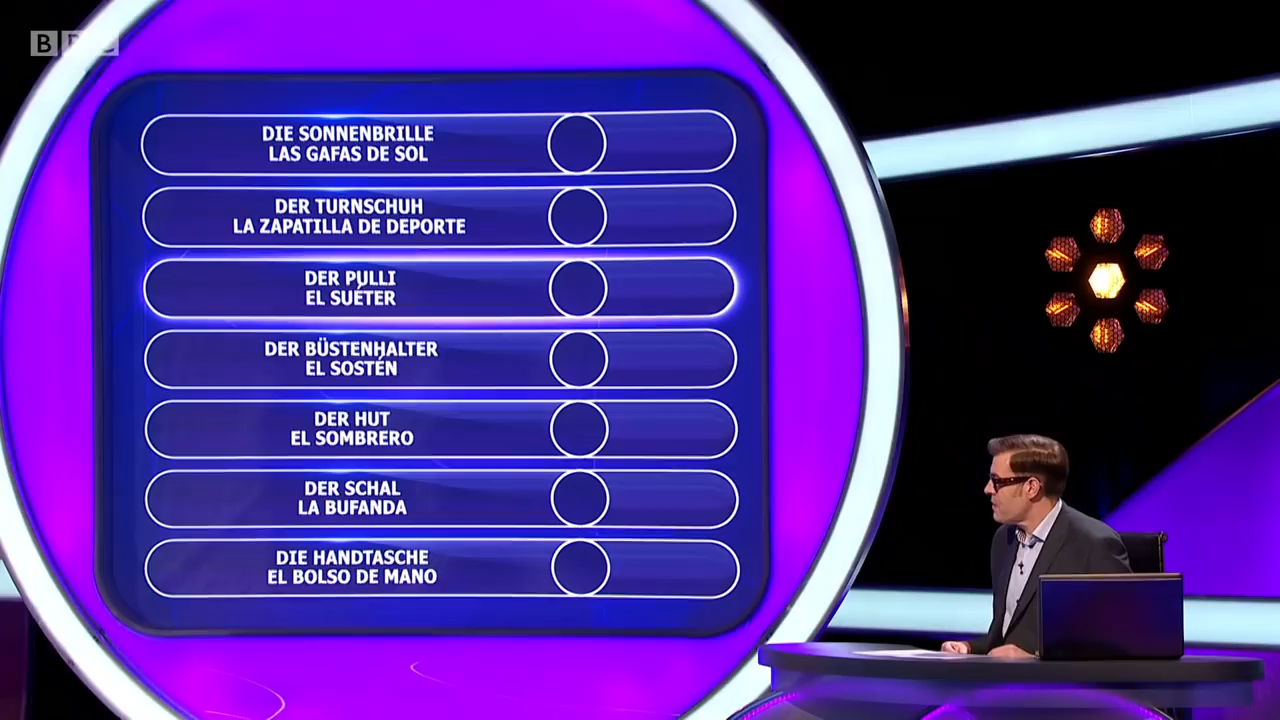 BBC
DIE SONNENBRILLE
LAS GAFAS DE SOL
DER TURNSCHUH
LA ZAPATILLA DE DEPORTE
DER PULLI
EL SUÉTER
DER BÜSTENHALTER
EL SOSTÉN
DER HUT
EL SOMBRERO
DER SCHAL
LA BUFANDA
DIE HANDTASCHE
EL BOLSO DE MANO